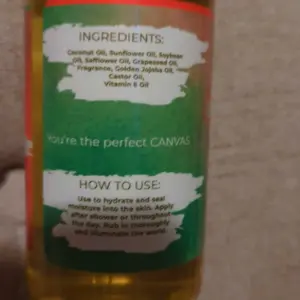 INGREDIENTS:
Coconut Oil, Sunflower Oil, Soybean
Oil, Safflower Oil, Grapeseed Oil,
Fragrance, Golden Jojoba Oil,
Castor Oil,
Vitamin E Oil
You're the perfect CANVAS
HOW TO USE:
Use to hydrate and seal
moisture into the skin. Apply
after shower or throughout
the day. Rub in thoroughly
and illuminate the world.